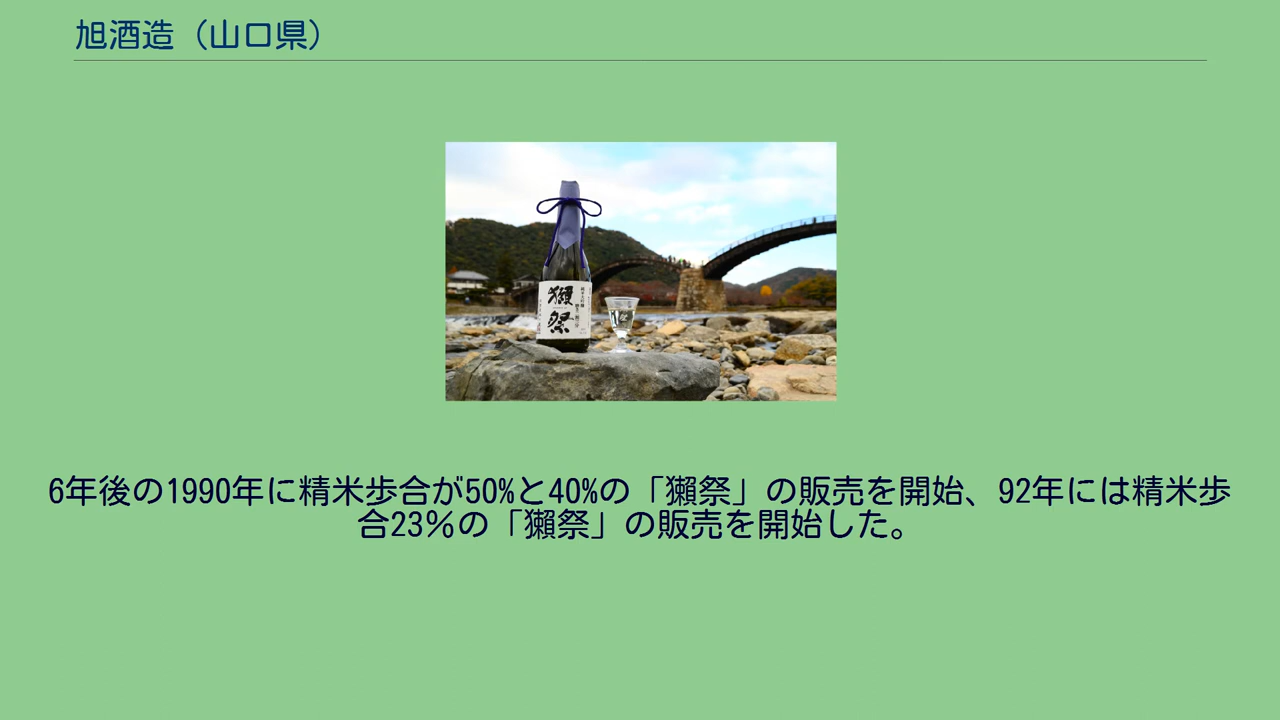 旭酒造（山口県）
獺祭
6年後の1990年に精米歩合が50%と40%の「獺祭」の販売を開始、92年には精米歩
合23％の「獺祭」の販売を開始した。